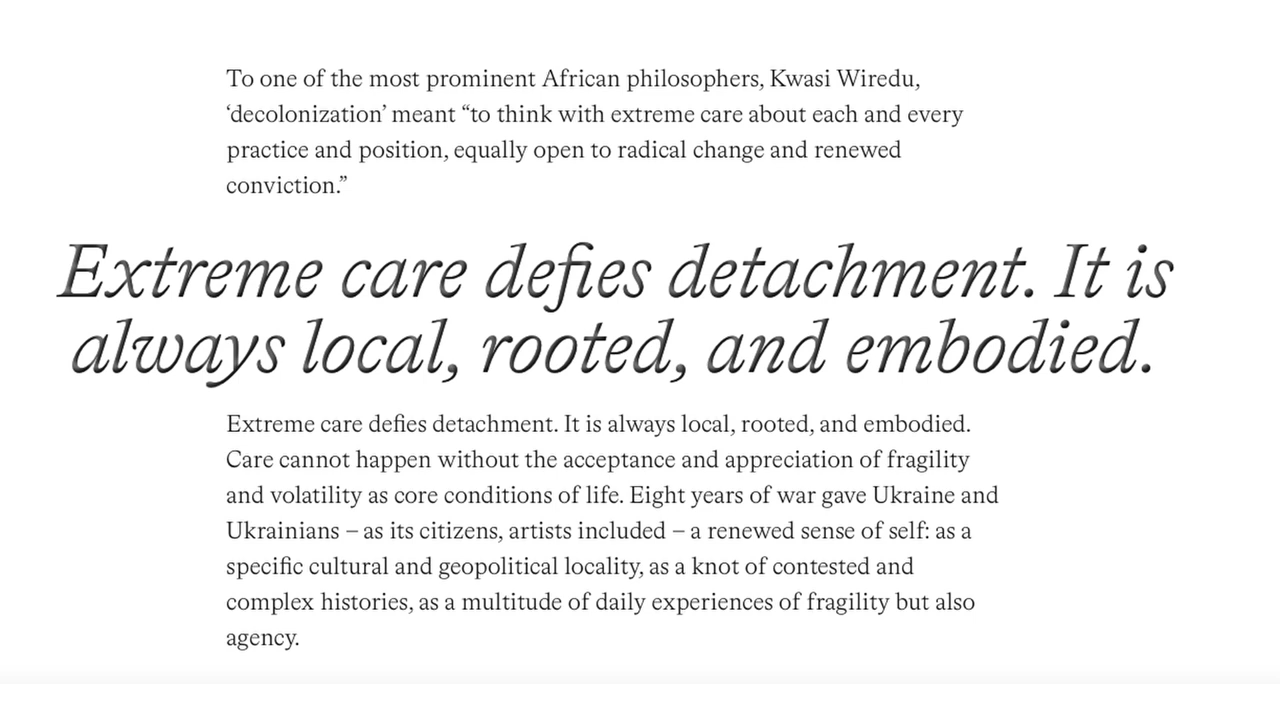 To one of the most prominent African philosophers, Kwasi Wiredu,
‘decolonization’ meant “to think with extreme care about each and every
practice and position, equally open to radical change and renewed
conviction.”
Extreme care defies detachment. It is
always local, rooted, and embodied.
Extreme care defies detachment. It is always local, rooted, and embodied.
Care cannot happen without the acceptance and appreciation of fragility
and volatility as core conditions of life. Eight years of war gave Ukraine and
Ukrainians – as its citizens, artists included – a renewed sense of self: as a
specific cultural and geopolitical locality, as a knot of contested and
complex histories, as a multitude of daily experiences of fragility but also
agency.